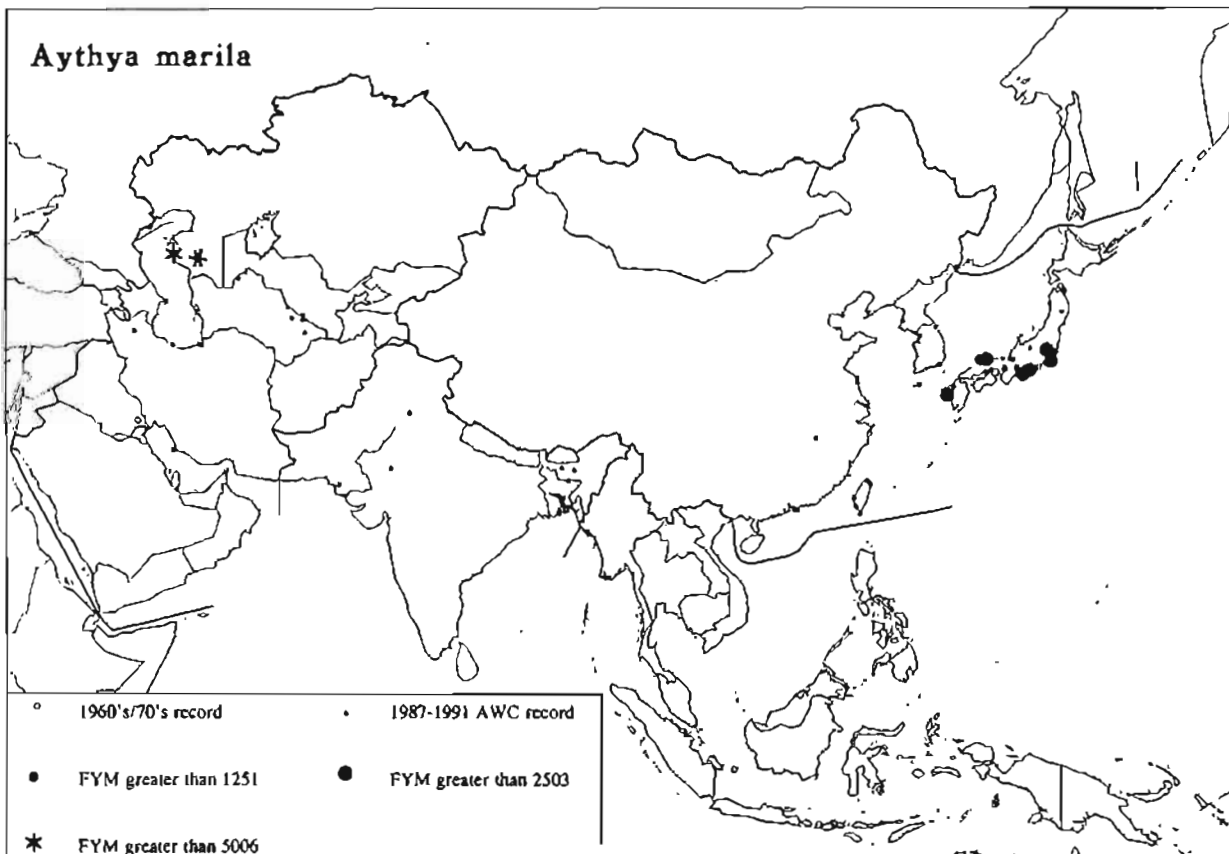 Aythya marila
1960's/70's record
1987-1991 AWC record
FYM greater than 1251
FYM greater than 2503
FYM greater than 5006